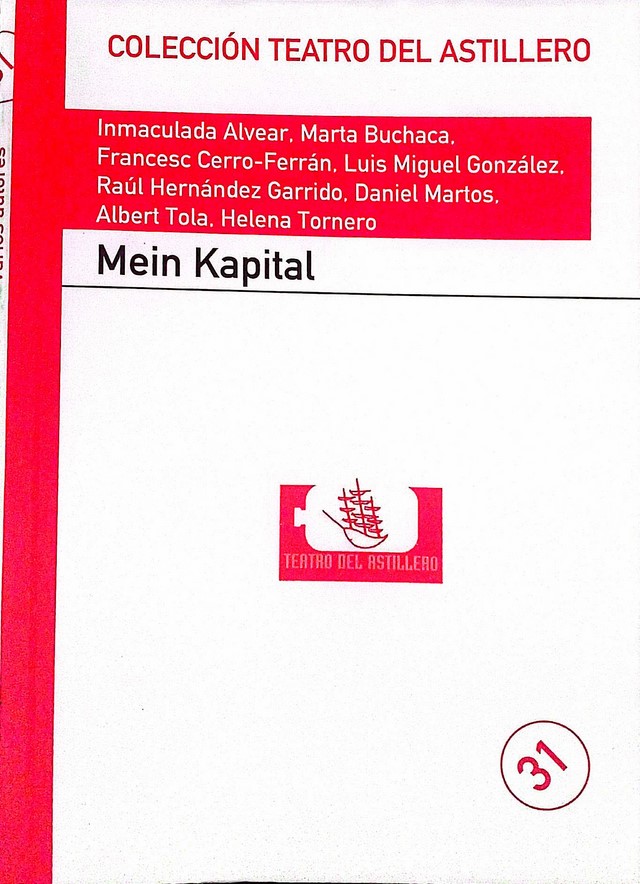 COLECCIÓN TEATRO DEL ASTILLERO
Inmaculada Alvear, Marta Buchaca,
Francesc Cerro-Ferrán, Luis Miguel González,
Raúl Hernández Garrido, Daniel Martos,
Albert Tola, Helena Tornero
Mein Kapital
TEATRO DEL ASTILLERO
31